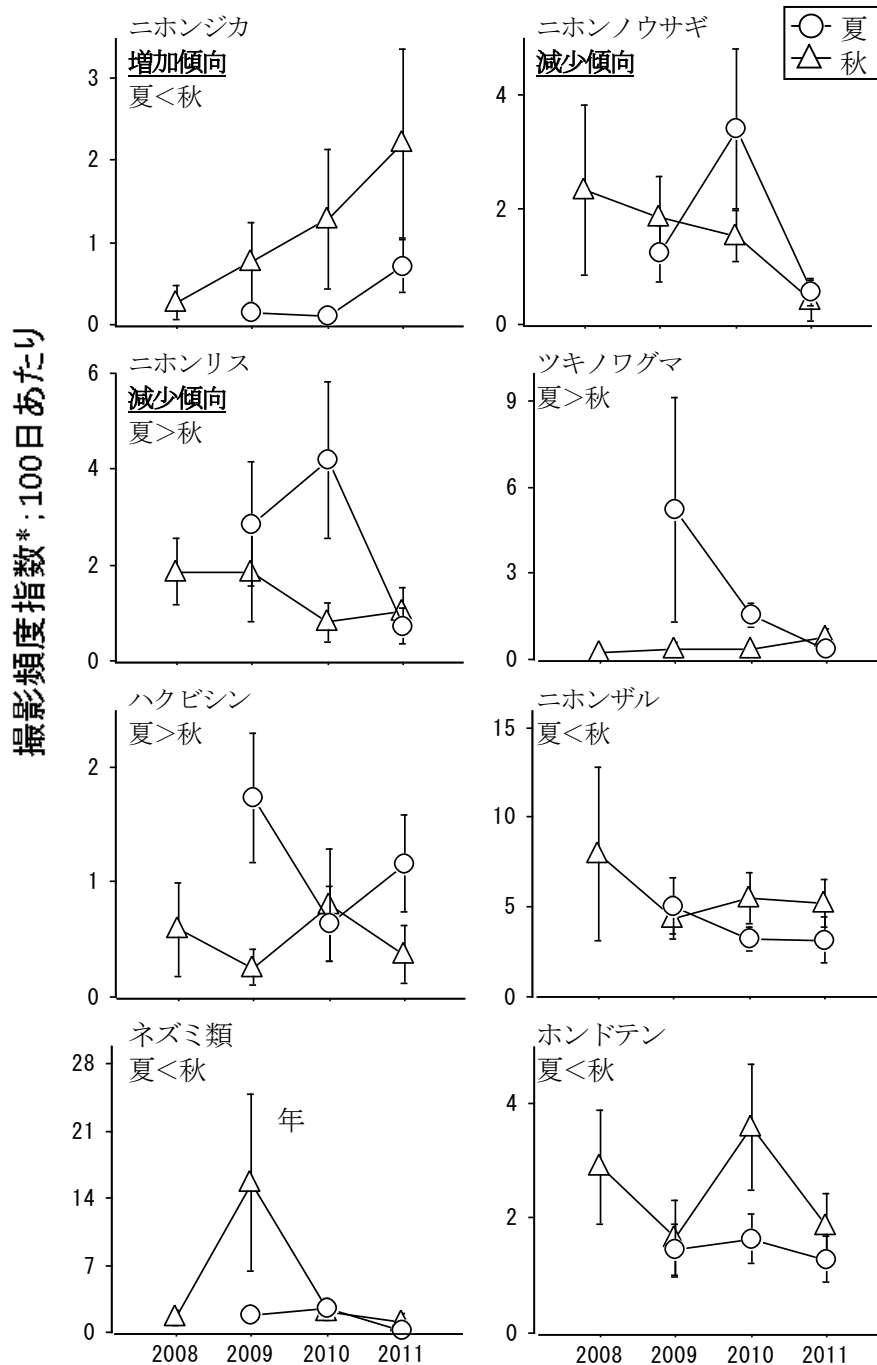 撮影頻度指数*;100日あたり
ニホンジカ
増加傾向
夏<秋
3
2
1
0
ニホンノウサギ
減少傾向
4
2
0
夏
秋
ニホンリス
減少傾向
夏>秋
6
4
2
0
ツキノワグマ
夏>秋
9
6
3
0
ハクビシン
夏>秋
2
1
0
ニホンザル
夏<秋
15
10
5
0
ネズミ類
夏<秋
年
28
21
14
7
0
2008 2009 2010 2011
ホンドテン
夏<秋
4
2
0
2008 2009 2010 2011